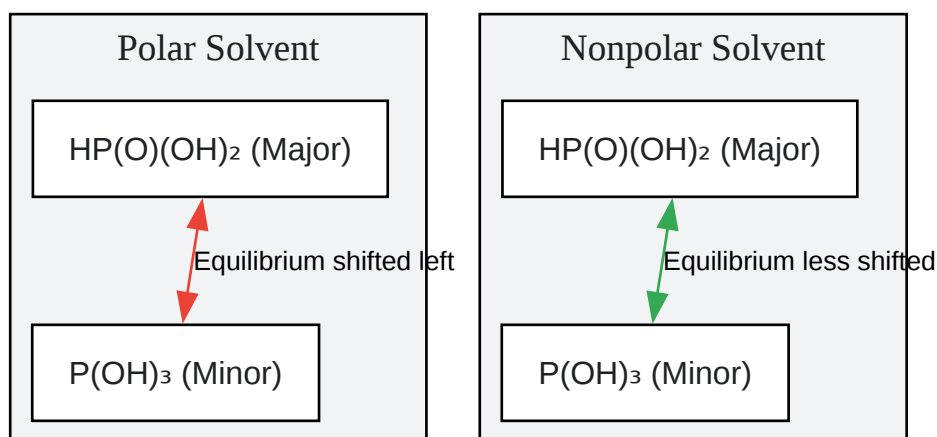 Polar Solvent
HP(O)(OH)₂ (Major)
Equilibrium shifted left
P(OH)₃ (Minor)
Nonpolar Solvent
HP(O)(OH)₂ (Major)
Equilibrium less shifted
P(OH)₃ (Minor)